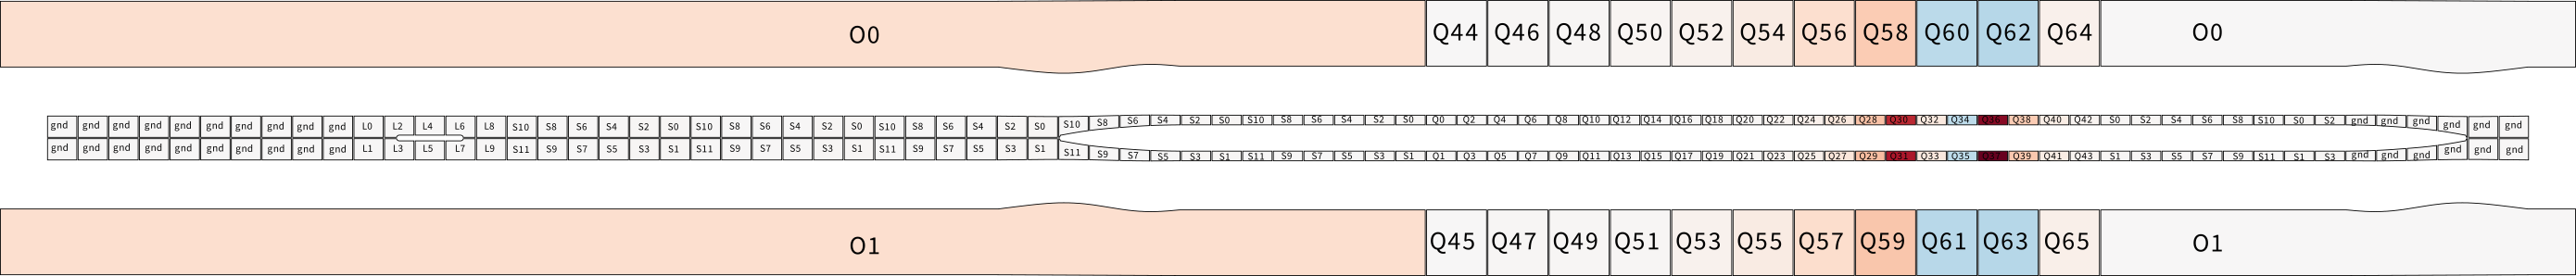 O0 Q44 Q46 Q48 Q50 Q52 Q54 Q56 Q58 Q60 Q62 Q64 O0
gnd gnd gnd gnd gnd gnd gnd gnd gnd gnd L0 L2 L4 L6 L8 S10 S8 S6 S4 S2 S0 S10 S8 S6 S4 S2 S0 S10 S8 S6 S4 S2 S0 S10 S8 S6 S4 S2 S0 S10 S8 S6 S4 S2 S0 Q0 Q2 Q4 Q6 Q8 Q10 Q12 Q14 Q16 Q18 Q20 Q22 Q24 Q26 Q28 Q30 Q32 Q34 Q36 Q38 Q40 Q42 S0 S2 S4 S6 S8 S10 S0 S2 gnd gnd gnd gnd gnd gnd
gnd gnd gnd gnd gnd gnd gnd gnd gnd gnd L1 L3 L5 L7 L9 S11 S9 S7 S5 S3 S1 S11 S9 S7 S5 S3 S1 S11 S9 S7 S5 S3 S1 S11 S9 S7 S5 S3 S1 S11 S9 S7 S5 S3 S1 Q1 Q3 Q5 Q7 Q9 Q11 Q13 Q15 Q17 Q19 Q21 Q23 Q25 Q27 Q29 Q31 Q33 Q35 Q37 Q39 Q41 Q43 S1 S3 S5 S7 S9 S11 S1 S3 gnd gnd gnd gnd gnd gnd
O1 Q45 Q47 Q49 Q51 Q53 Q55 Q57 Q59 Q61 Q63 Q65 O1